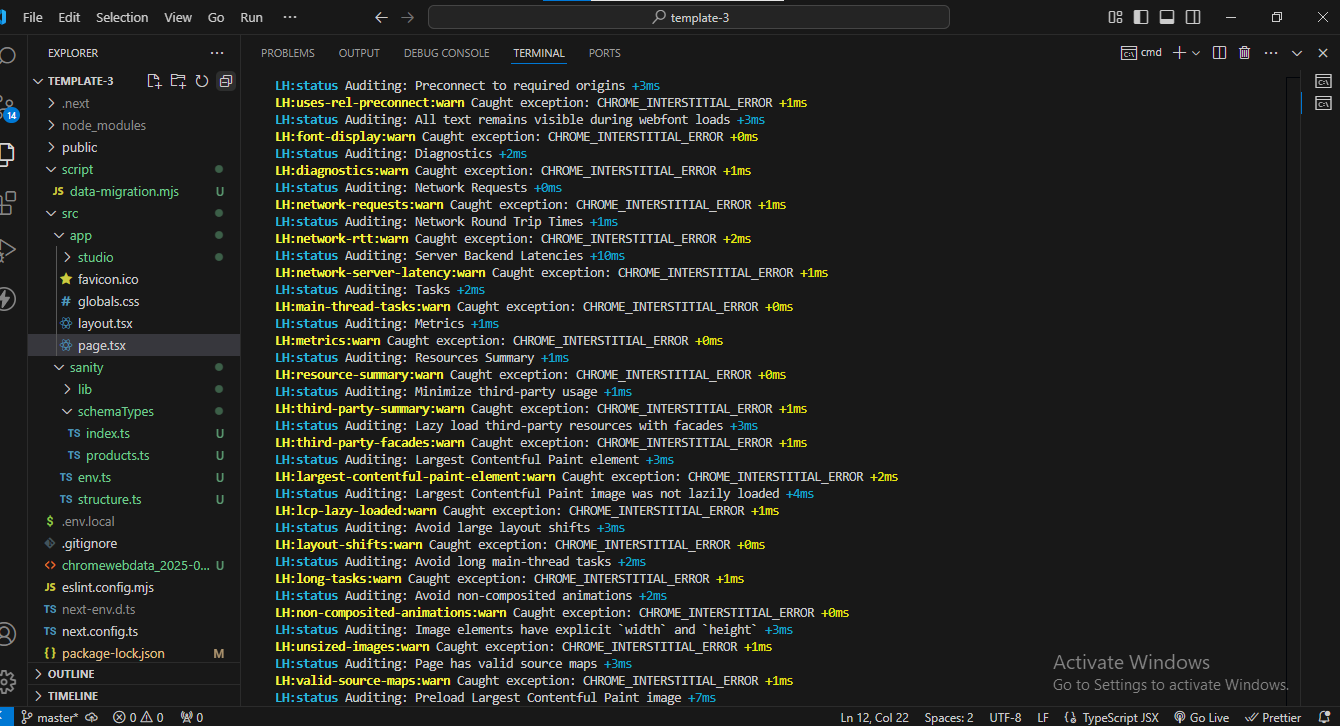 File Edit Selection View Go Run ··· template-3
EXPLORER ···
TEMPLATE-3
.next
node_modules
public
script
JS data-migration.mjs U
src
app
studio
favicon.ico
# globals.css
layout.tsx
page.tsx
sanity
lib
schemaTypes
TS index.ts U
TS products.ts U
TS env.ts U
TS structure.ts U
$ .env.local
.gitignore
<> chromewebdata_2025-0... U
JS eslint.config.mjs
TS next-env.d.ts
TS next.config.ts
{} package-lock.json M
OUTLINE
TIMELINE
14
PROBLEMS OUTPUT DEBUG CONSOLE TERMINAL PORTS cmd
LH:status Auditing: Preconnect to required origins +3ms
LH:uses-rel-preconnect:warn Caught exception: CHROME_INTERSTITIAL_ERROR +1ms
LH:status Auditing: All text remains visible during webfont loads +3ms
LH:font-display:warn Caught exception: CHROME_INTERSTITIAL_ERROR +0ms
LH:status Auditing: Diagnostics +2ms
LH:diagnostics:warn Caught exception: CHROME_INTERSTITIAL_ERROR +1ms
LH:status Auditing: Network Requests +0ms
LH:network-requests:warn Caught exception: CHROME_INTERSTITIAL_ERROR +1ms
LH:status Auditing: Network Round Trip Times +1ms
LH:network-rtt:warn Caught exception: CHROME_INTERSTITIAL_ERROR +2ms
LH:status Auditing: Server Backend Latencies +10ms
LH:network-server-latency:warn Caught exception: CHROME_INTERSTITIAL_ERROR +1ms
LH:status Auditing: Tasks +2ms
LH:main-thread-tasks:warn Caught exception: CHROME_INTERSTITIAL_ERROR +0ms
LH:status Auditing: Metrics +1ms
LH:metrics:warn Caught exception: CHROME_INTERSTITIAL_ERROR +0ms
LH:status Auditing: Resources Summary +1ms
LH:resource-summary:warn Caught exception: CHROME_INTERSTITIAL_ERROR +0ms
LH:status Auditing: Minimize third-party usage +1ms
LH:third-party-summary:warn Caught exception: CHROME_INTERSTITIAL_ERROR +1ms
LH:status Auditing: Lazy load third-party resources with facades +3ms
LH:third-party-facades:warn Caught exception: CHROME_INTERSTITIAL_ERROR +1ms
LH:status Auditing: Largest Contentful Paint element +3ms
LH:largest-contentful-paint-element:warn Caught exception: CHROME_INTERSTITIAL_ERROR +2ms
LH:status Auditing: Largest Contentful Paint image was not lazily loaded +4ms
LH:lcp-lazy-loaded:warn Caught exception: CHROME_INTERSTITIAL_ERROR +1ms
LH:status Auditing: Avoid large layout shifts +3ms
LH:layout-shifts:warn Caught exception: CHROME_INTERSTITIAL_ERROR +0ms
LH:status Auditing: Avoid long main-thread tasks +2ms
LH:long-tasks:warn Caught exception: CHROME_INTERSTITIAL_ERROR +1ms
LH:status Auditing: Avoid non-composited animations +2ms
LH:non-composited-animations:warn Caught exception: CHROME_INTERSTITIAL_ERROR +0ms
LH:status Auditing: Image elements have explicit `width` and `height` +3ms
LH:unsized-images:warn Caught exception: CHROME_INTERSTITIAL_ERROR +1ms
LH:status Auditing: Page has valid source maps +3ms
LH:valid-source-maps:warn Caught exception: CHROME_INTERSTITIAL_ERROR +1ms
LH:status Auditing: Preload Largest Contentful Paint image +7ms
Activate Windows
Go to Settings to activate Windows.
master* 0 0 0 Ln 12, Col 22 Spaces: 2 UTF-8 LF {} TypeScript JSX Go Live Prettier